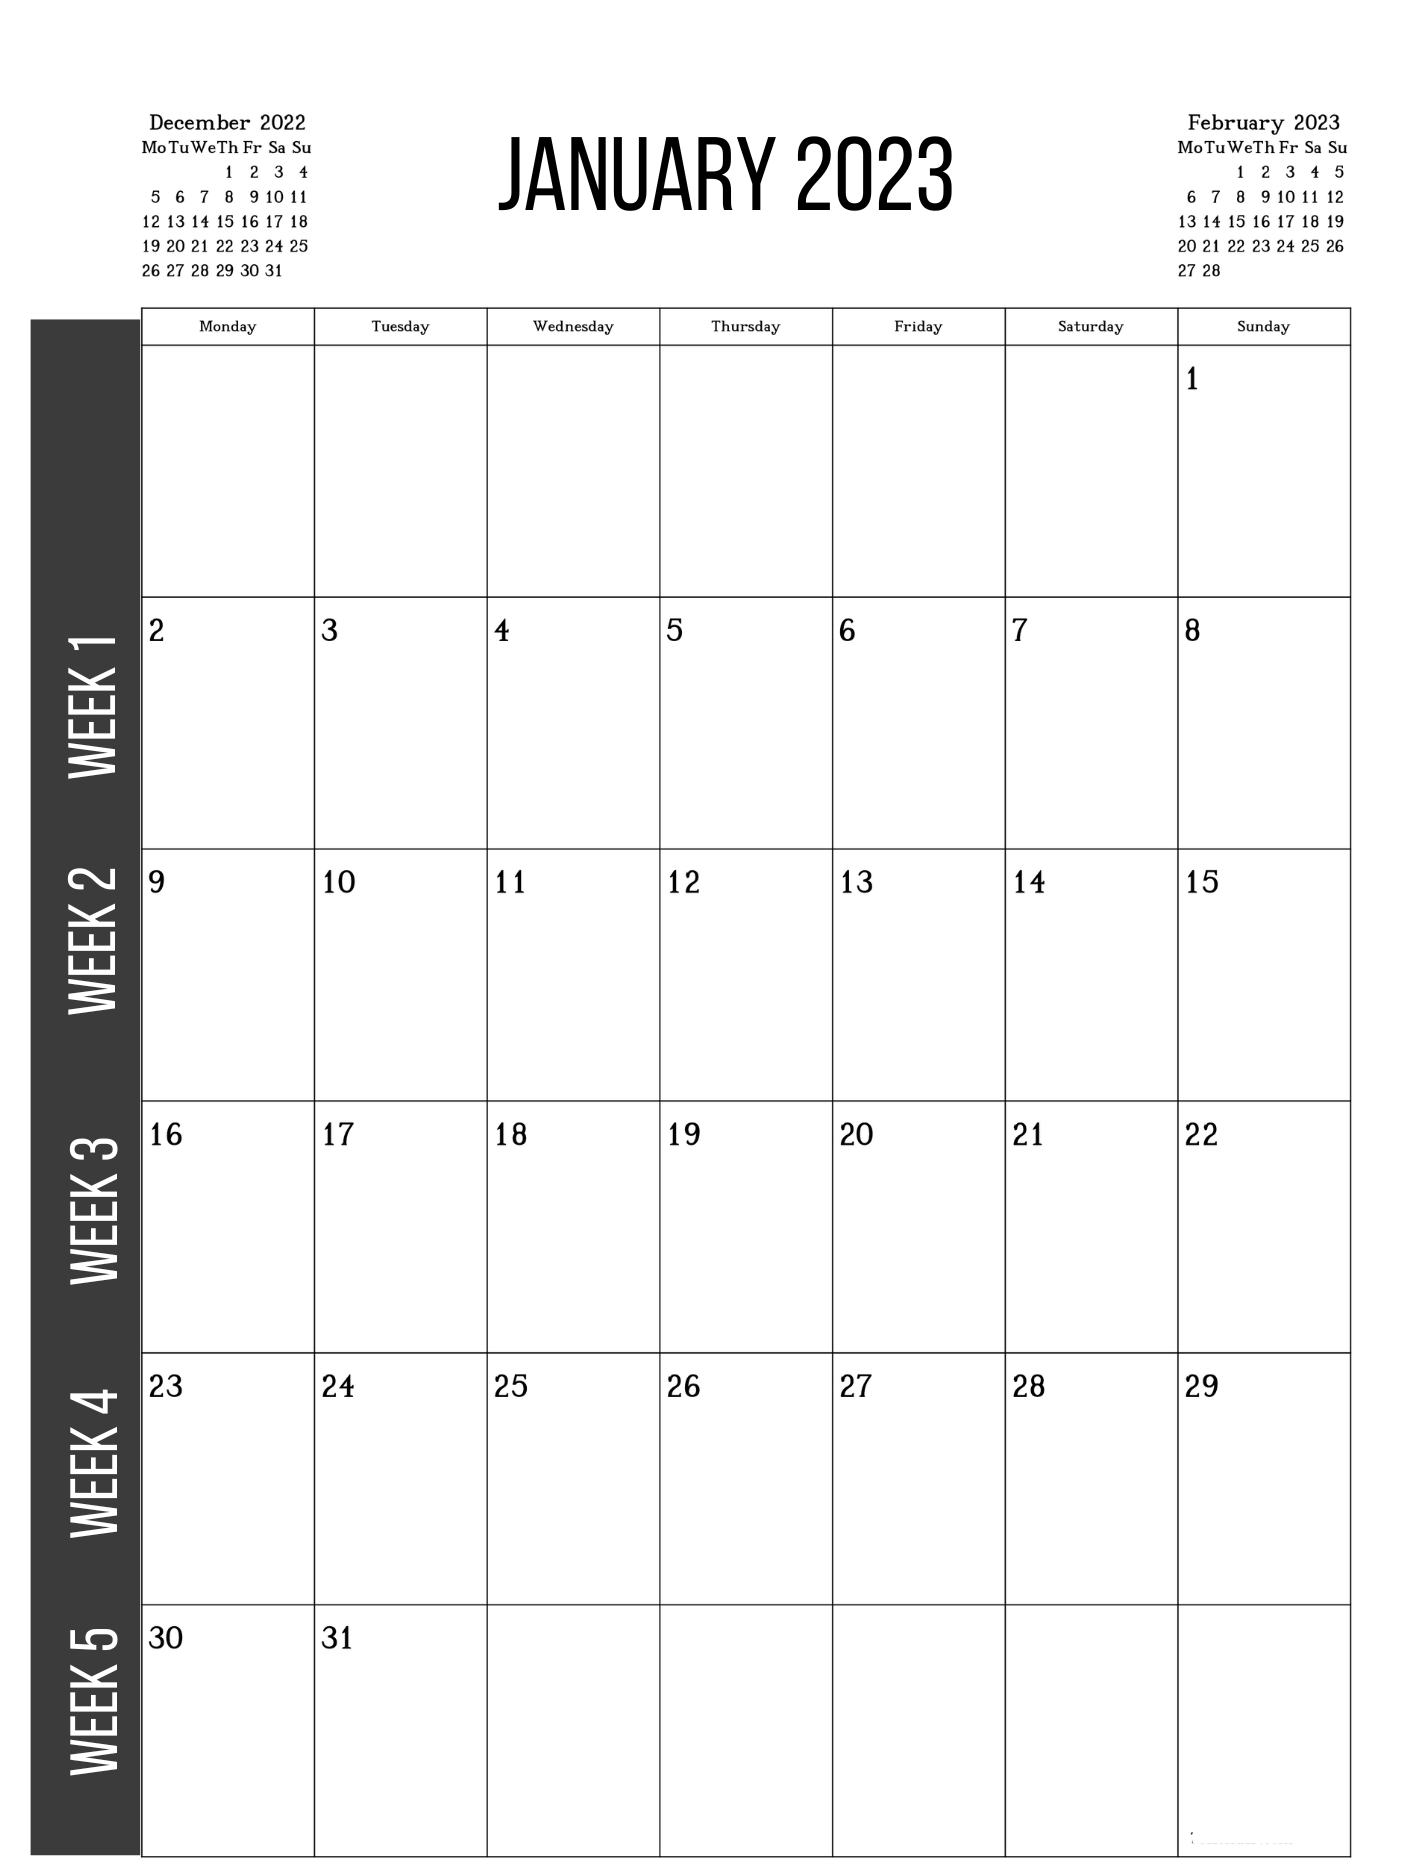 December 2022
Mo Tu We Th Fr Sa Su
1 2 3 4
5 6 7 8 9 10 11
12 13 14 15 16 17 18
19 20 21 22 23 24 25
26 27 28 29 30 31
JANUARY 2023
February 2023
Mo Tu We Th Fr Sa Su
1 2 3 4 5
6 7 8 9 10 11 12
13 14 15 16 17 18 19
20 21 22 23 24 25 26
27 28
Monday Tuesday Wednesday Thursday Friday Saturday Sunday
1
WEEK 1
2 3 4 5 6 7 8
WEEK 2
9 10 11 12 13 14 15
WEEK 3
16 17 18 19 20 21 22
WEEK 4
23 24 25 26 27 28 29
WEEK 5
30 31